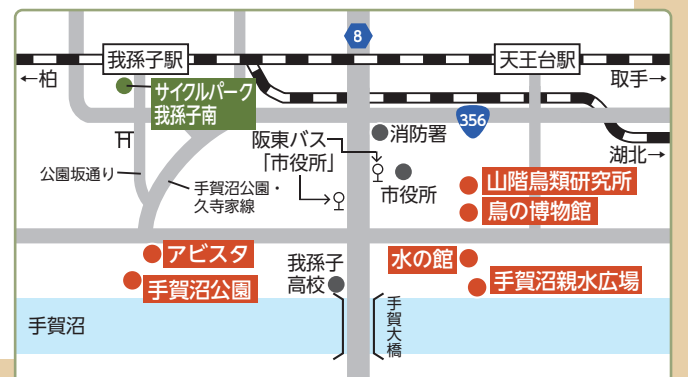 8
我孫子駅
天王台駅
←柏
取手→
サイクルパーク
我孫子南
356
阪東バス
「市役所」
消防署
湖北→
公園坂通り
市役所
山階鳥類研究所
手賀沼公園・
久寺家線
鳥の博物館
アビスタ
我孫子
高校
水の館
手賀沼公園
手賀沼親水広場
手賀沼
手賀大橋